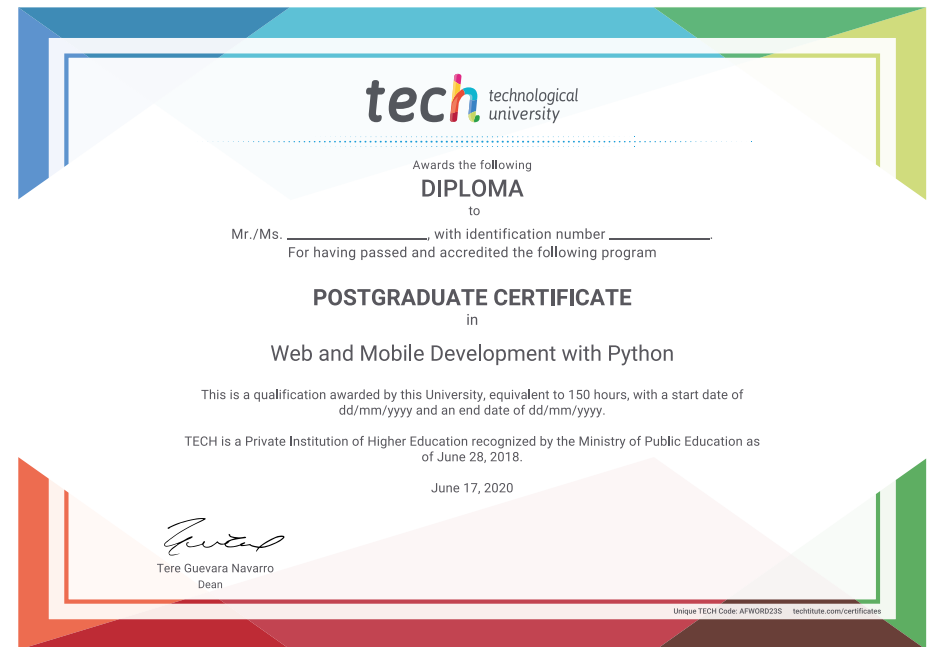 tech technological
university
Awards the following
DIPLOMA
to
Mr./Ms. ____________________, with identification number ______________.
For having passed and accredited the following program
POSTGRADUATE CERTIFICATE
in
Web and Mobile Development with Python
This is a qualification awarded by this University, equivalent to 150 hours, with a start date of
dd/mm/yyyy and an end date of dd/mm/yyyy.
TECH is a Private Institution of Higher Education recognized by the Ministry of Public Education as
of June 28, 2018.
June 17, 2020
Tere Guevara Navarro
Dean
Unique TECH Code: AFWORD23S techtitute.com/certificates